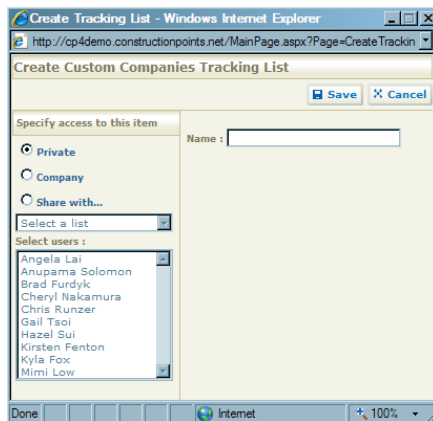 Create Tracking List - Windows Internet Explorer
http://cp4demo.constructionpoints.net/MainPage.aspx?Page=CreateTrackin
Create Custom Companies Tracking List
Save Cancel
Specify access to this item
Name :
Private
Company
Share with...
Select a list
Select users :
Angela Lai
Anupama Solomon
Brad Furdyk
Cheryl Nakamura
Chris Runzer
Gail Tsoi
Hazel Sui
Kirsten Fenton
Kyla Fox
Mimi Low
Done Internet 100%